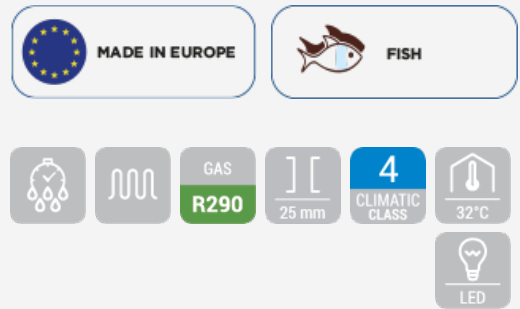 MADE IN EUROPE
FISH
GAS
R290
25 mm
4
CLIMATIC
CLASS
32°C
LED